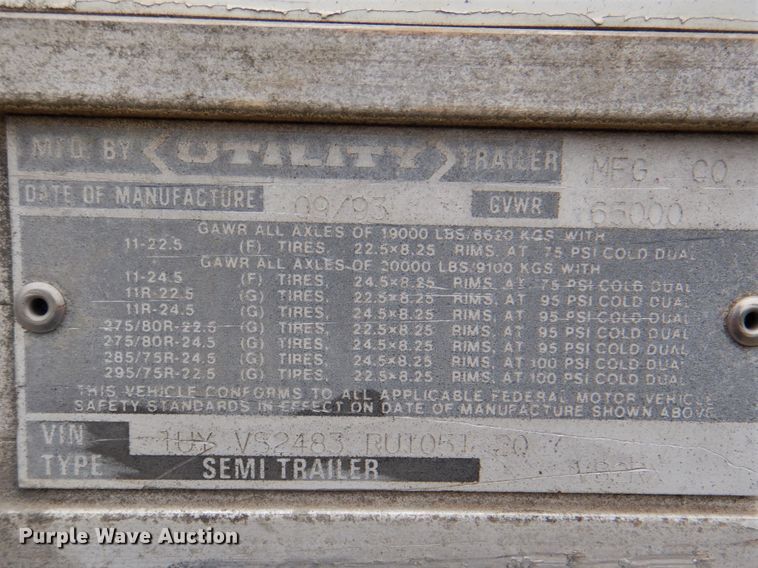 MFD. BY UTILITY TRAILER MFG. CO.
DATE OF MANUFACTURE 09/93 GVWR 65000
GAWR ALL AXLES OF 19000 LBS/8620 KGS WITH
11-22.5 (F) TIRES, 22.5×8.25 RIMS, AT 75 PSI COLD DUAL
GAWR ALL AXLES OF 20000 LBS/9100 KGS WITH
11-24.5 (F) TIRES, 24.5×8.25 RIMS, AT 75 PSI COLD DUAL
11R-22.5 (G) TIRES, 22.5×8.25 RIMS, AT 95 PSI COLD DUAL
11R-24.5 (G) TIRES, 24.5×8.25 RIMS, AT 95 PSI COLD DUAL
275/80R-22.5 (G) TIRES, 22.5×8.25 RIMS, AT 95 PSI COLD DUAL
275/80R-24.5 (G) TIRES, 24.5×8.25 RIMS, AT 95 PSI COLD DUAL
285/75R-24.5 (G) TIRES, 24.5×8.25 RIMS, AT 100 PSI COLD DUAL
295/75R-22.5 (G) TIRES, 22.5×8.25 RIMS, AT 100 PSI COLD DUAL
THIS VEHICLE CONFORMS TO ALL APPLICABLE FEDERAL MOTOR VEHICLE
SAFETY STANDARDS IN EFFECT ON DATE OF MANUFACTURE SHOWN ABOVE
VIN 1UY VS2483
TYPE SEMI TRAILER
Purple Wave Auction